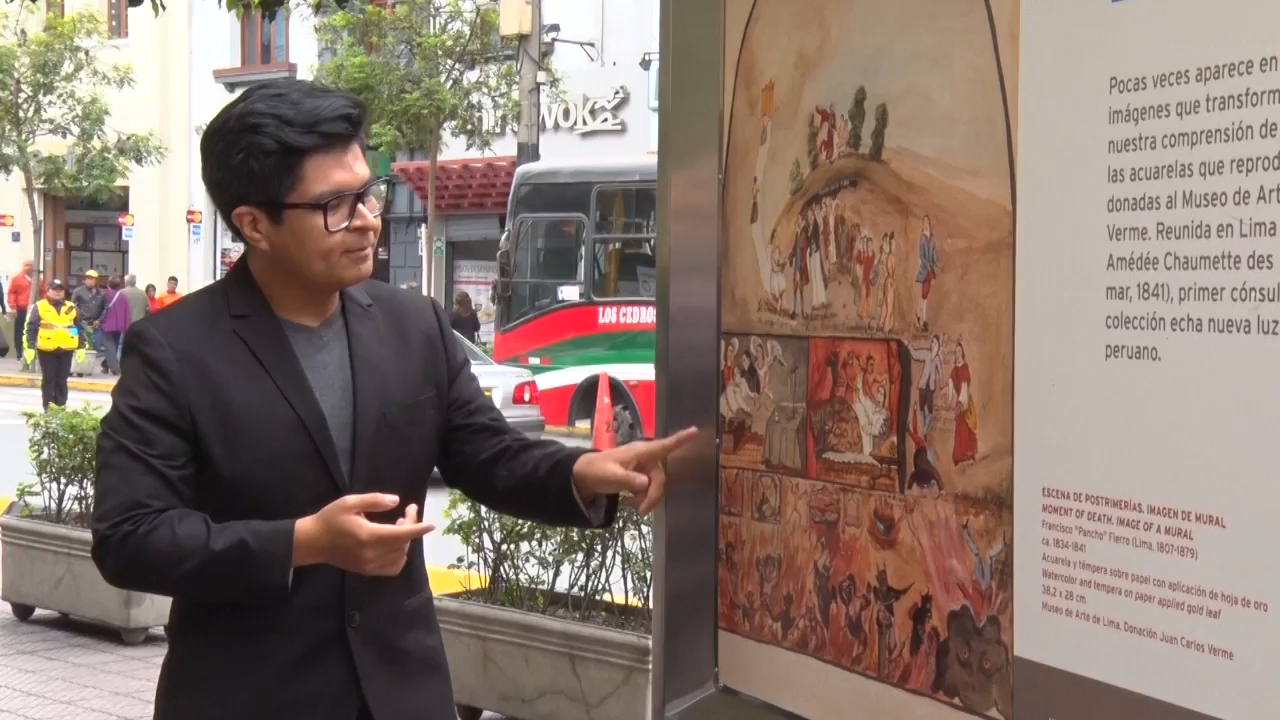 WOK
LOS CEDROS
Pocas veces aparece en
imágenes que transform
nuestra comprensión de
las acuarelas que reprod
donadas al Museo de Ar
Verme. Reunida en Lima
Amédée Chaumette des
mar, 1841), primer cónsul
colección echa nueva luz
peruano.
ESCENA DE POSTRIMERÍAS. IMAGEN DE MURAL
MOMENT OF DEATH. IMAGE OF A MURAL
Francisco "Pancho" Fierro (Lima, 1807-1879)
ca. 1834-1841
Acuarela y témpera sobre papel con aplicación de hoja de oro
Watercolor and tempera on paper applied gold leaf
38,2 x 28 cm
Museo de Arte de Lima. Donación Juan Carlos Verme